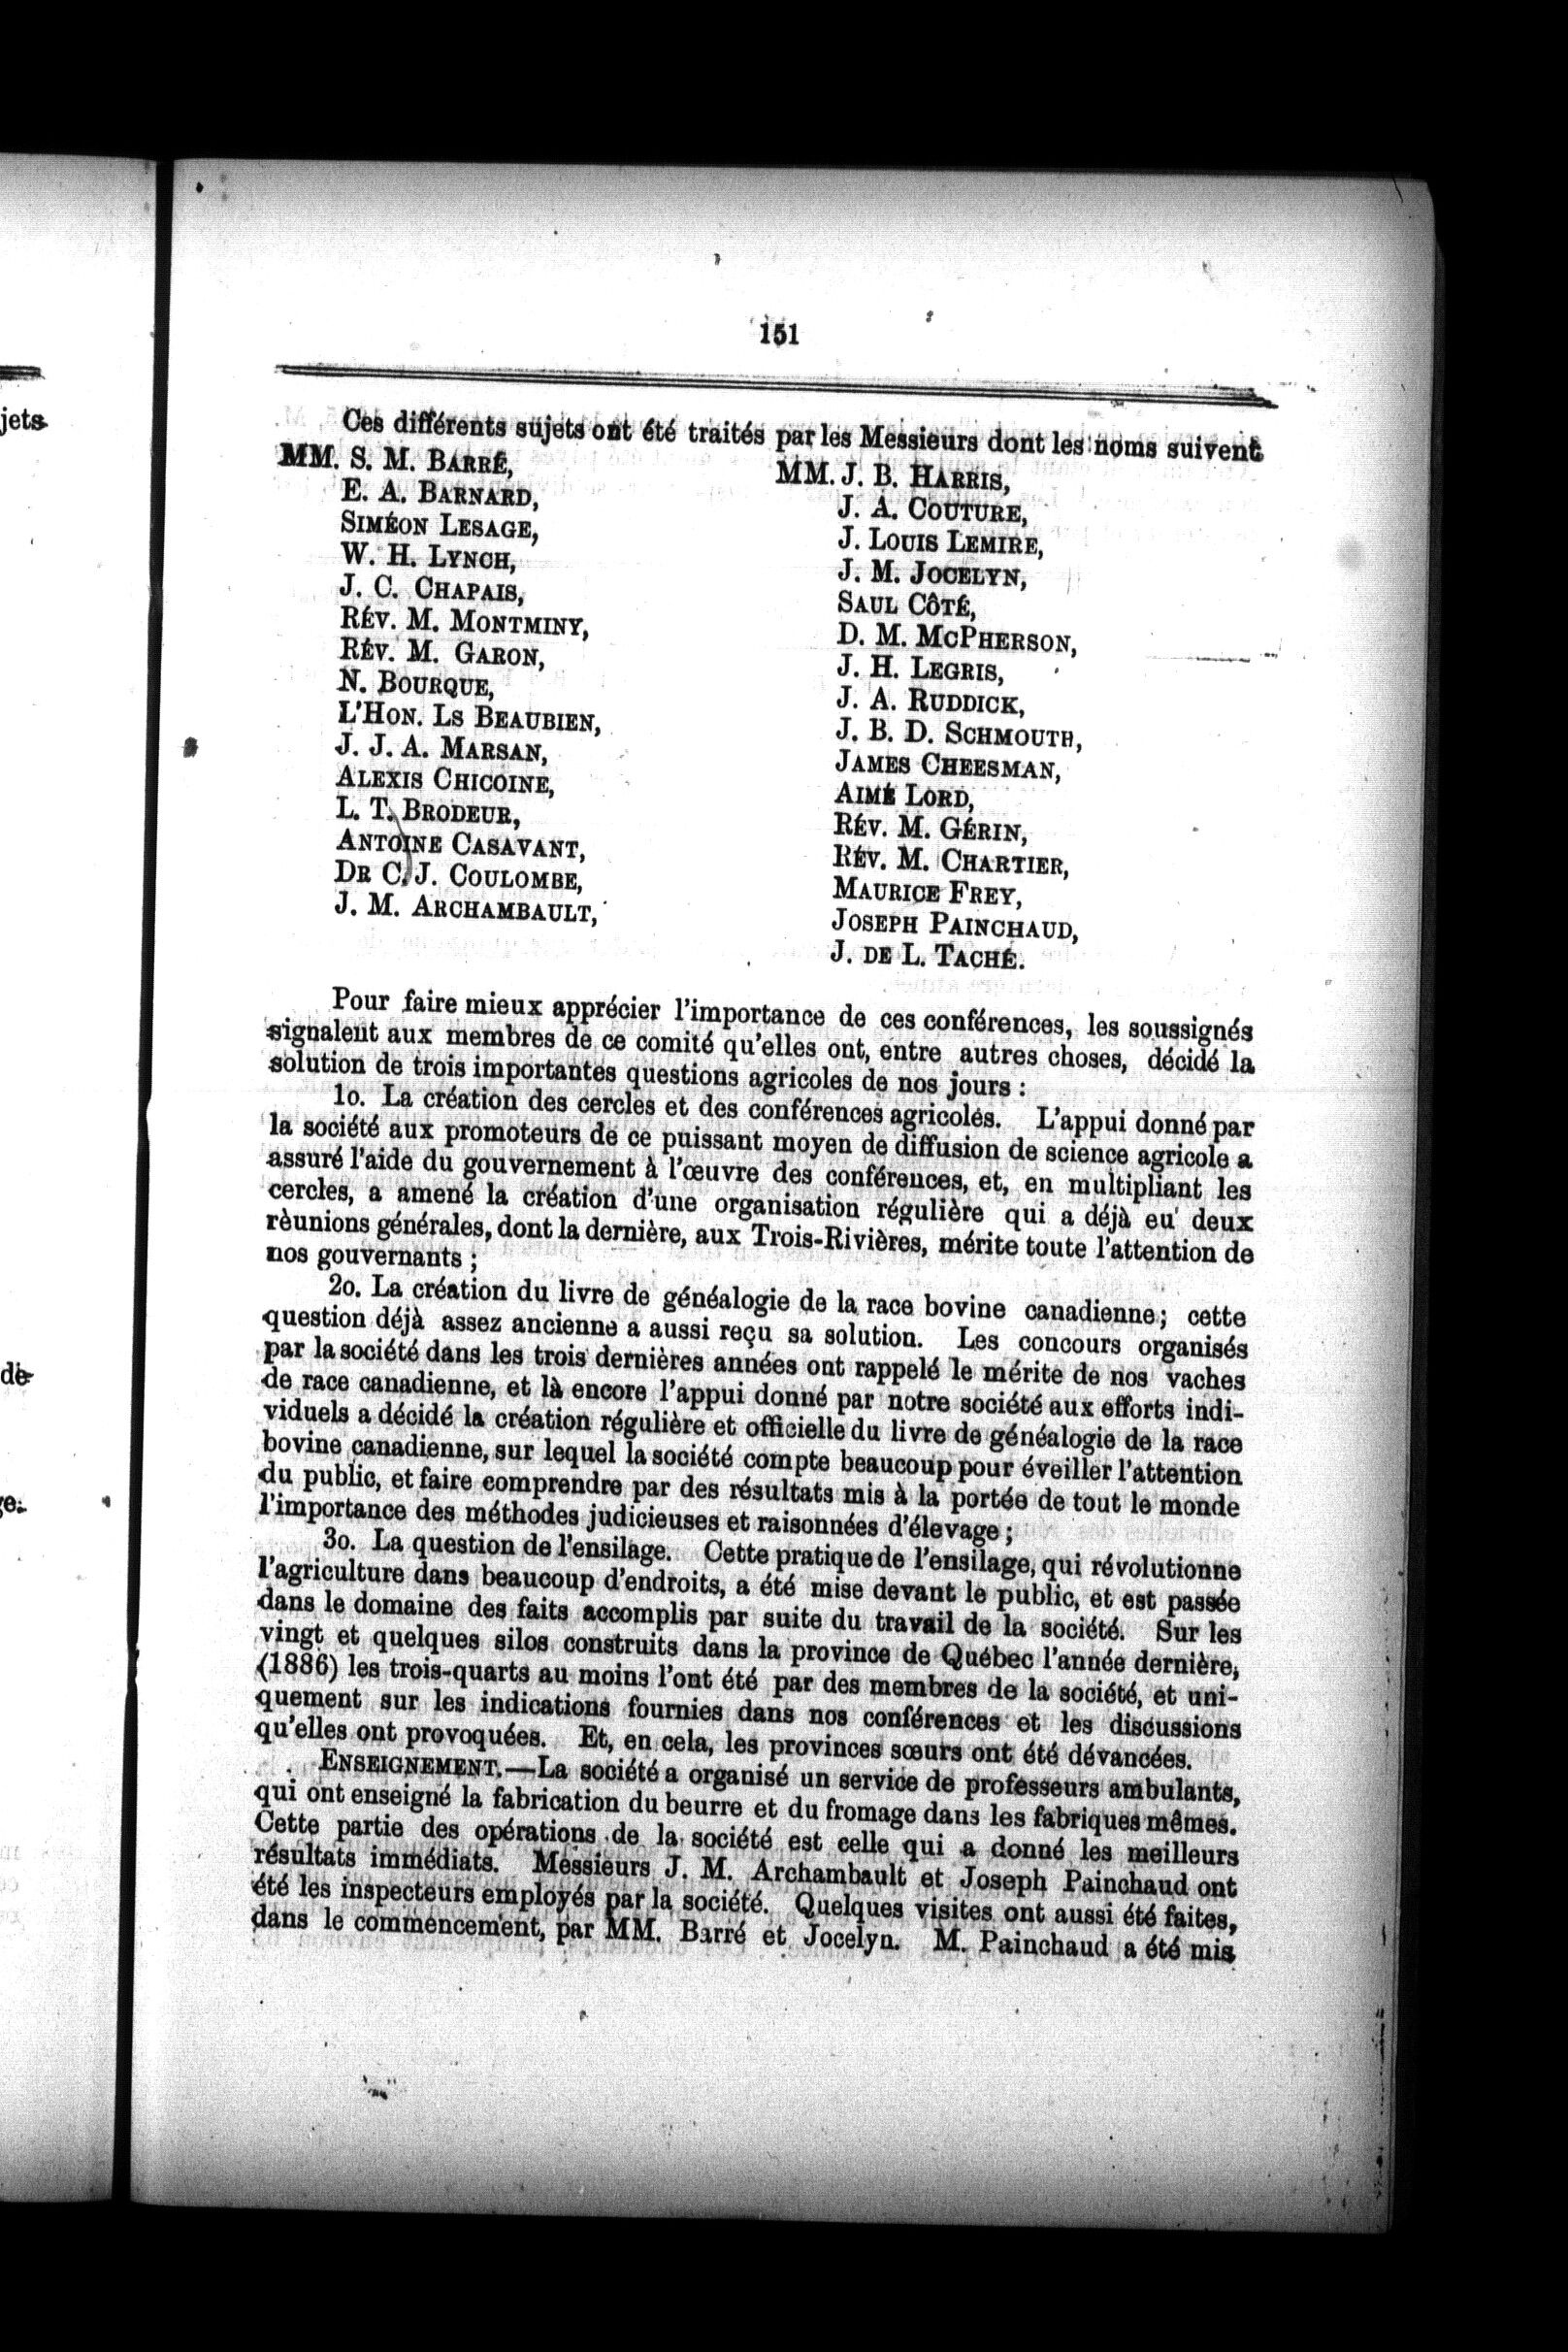 151
Ces différents sujets ont été traités par les Messieurs dont les noms suivent
MM. S. M. BARRÉ,
E. A. BARNARD,
SIMÉON LESAGE,
W. H. LYNCH,
J. C. CHAPAIS,
RÉV. M. MONTMINY,
RÉV. M. GARON,
N. BOURQUE,
L'HON. LS BEAUBIEN,
J. J. A. MARSAN,
ALEXIS CHICOINE,
L. T. BRODEUR,
ANTOINE CASAVANT,
DR C. J. COULOMBE,
J. M. ARCHAMBAULT,
MM. J. B. HARRIS,
J. A. COUTURE,
J. LOUIS LEMIRE,
J. M. JOCELYN,
SAUL CÔTÉ,
D. M. MCPHERSON,
J. H. LEGRIS,
J. A. RUDDICK,
J. B. D. SCHMOUTH,
JAMES CHEESMAN,
AIMÉ LORD,
RÉV. M. GÉRIN,
RÉV. M. CHARTIER,
MAURICE FREY,
JOSEPH PAINCHAUD,
J. DE L. TACHÉ.
Pour faire mieux apprécier l'importance de ces conférences, les soussignés
signalent aux membres de ce comité qu'elles ont, entre autres choses, décidé la
solution de trois importantes questions agricoles de nos jours :
1o. La création des cercles et des conférences agricoles. L'appui donné par
la société aux promoteurs de ce puissant moyen de diffusion de science agricole a
assuré l'aide du gouvernement à l'œuvre des conférences, et, en multipliant les
cercles, a amené la création d'une organisation régulière qui a déjà eu deux
rèunions générales, dont la dernière, aux Trois-Rivières, mérite toute l'attention de
nos gouvernants ;
2o. La création du livre de généalogie de la race bovine canadienne; cette
question déjà assez ancienne a aussi reçu sa solution. Les concours organisés
par la société dans les trois dernières années ont rappelé le mérite de nos vaches
de race canadienne, et là encore l'appui donné par notre société aux efforts indi-
viduels a décidé la création régulière et officielle du livre de généalogie de la race
bovine canadienne, sur lequel la société compte beaucoup pour éveiller l'attention
du public, et faire comprendre par des résultats mis à la portée de tout le monde
l'importance des méthodes judicieuses et raisonnées d'élevage ;
3o. La question de l'ensilage. Cette pratique de l'ensilage, qui révolutionne
l'agriculture dans beaucoup d'endroits, a été mise devant le public, et est passée
dans le domaine des faits accomplis par suite du travail de la société. Sur les
vingt et quelques silos construits dans la province de Québec l'année dernière,
(1886) les trois-quarts au moins l'ont été par des membres de la société, et uni-
quement sur les indications fournies dans nos conférences et les discussions
qu'elles ont provoquées. Et, en cela, les provinces sœurs ont été dévancées.
ENSEIGNEMENT.—La société a organisé un service de professeurs ambulants,
qui ont enseigné la fabrication du beurre et du fromage dans les fabriques mêmes.
Cette partie des opérations de la société est celle qui a donné les meilleurs
résultats immédiats. Messieurs J. M. Archambault et Joseph Painchaud ont
été les inspecteurs employés par la société. Quelques visites ont aussi été faites,
dans le commencement, par MM. Barré et Jocelyn. M. Painchaud a été mis